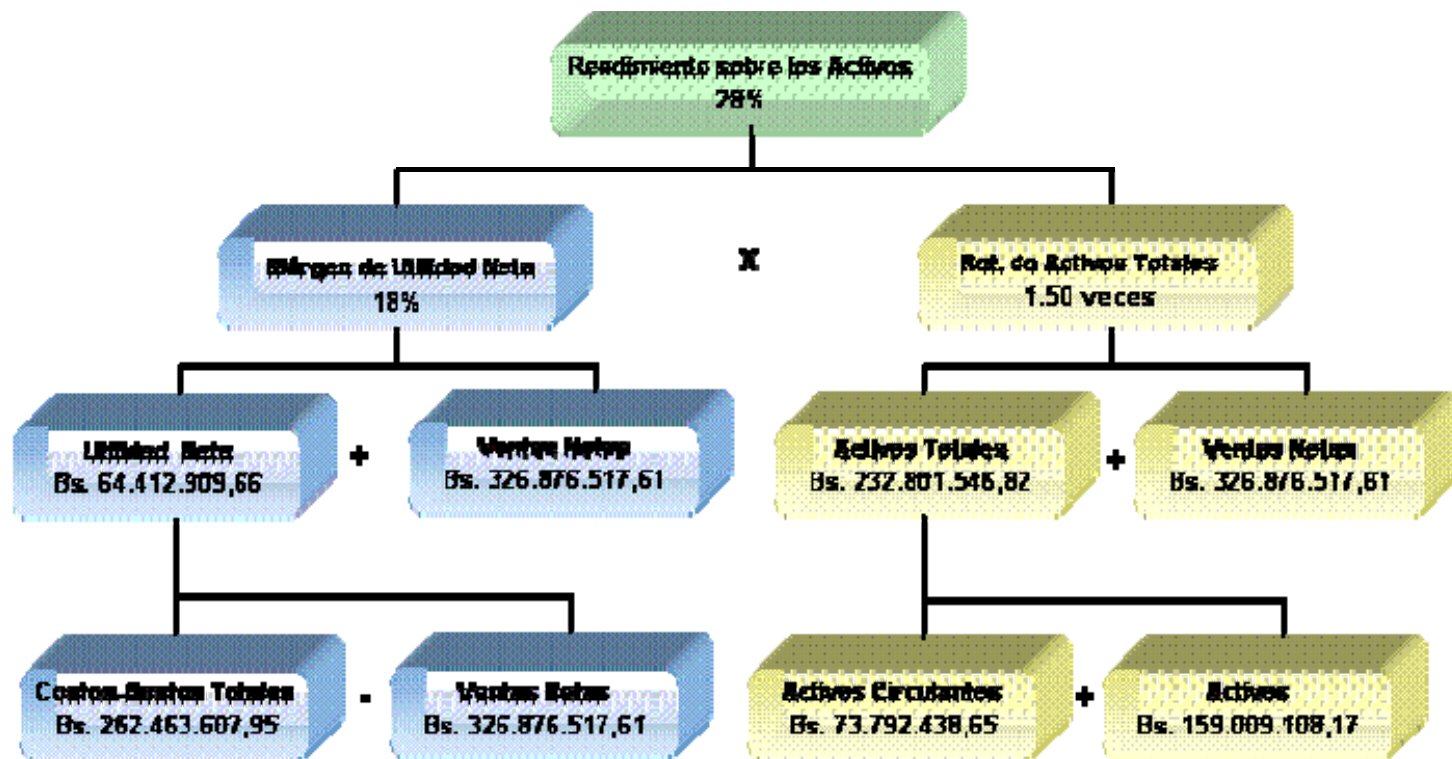 Rendimiento sobre los Activos
28%
Márgen de Utilidad Neta
18%
X
Rot. de Activos Totales
1.50 veces
Utilidad Neta
Bs. 64.412.909,66
+
Ventas Netas
Bs. 326.876.517,61
Activos Totales
Bs. 232.801.546,82
+
Ventas Netas
Bs. 326.876.517,61
Costos-Gastos Totales
Bs. 262.463.607,95
-
Ventas Netas
Bs. 326.876.517,61
Activos Circulantes
Bs. 73.792.438,65
+
Activos
Bs. 159.009.108,17